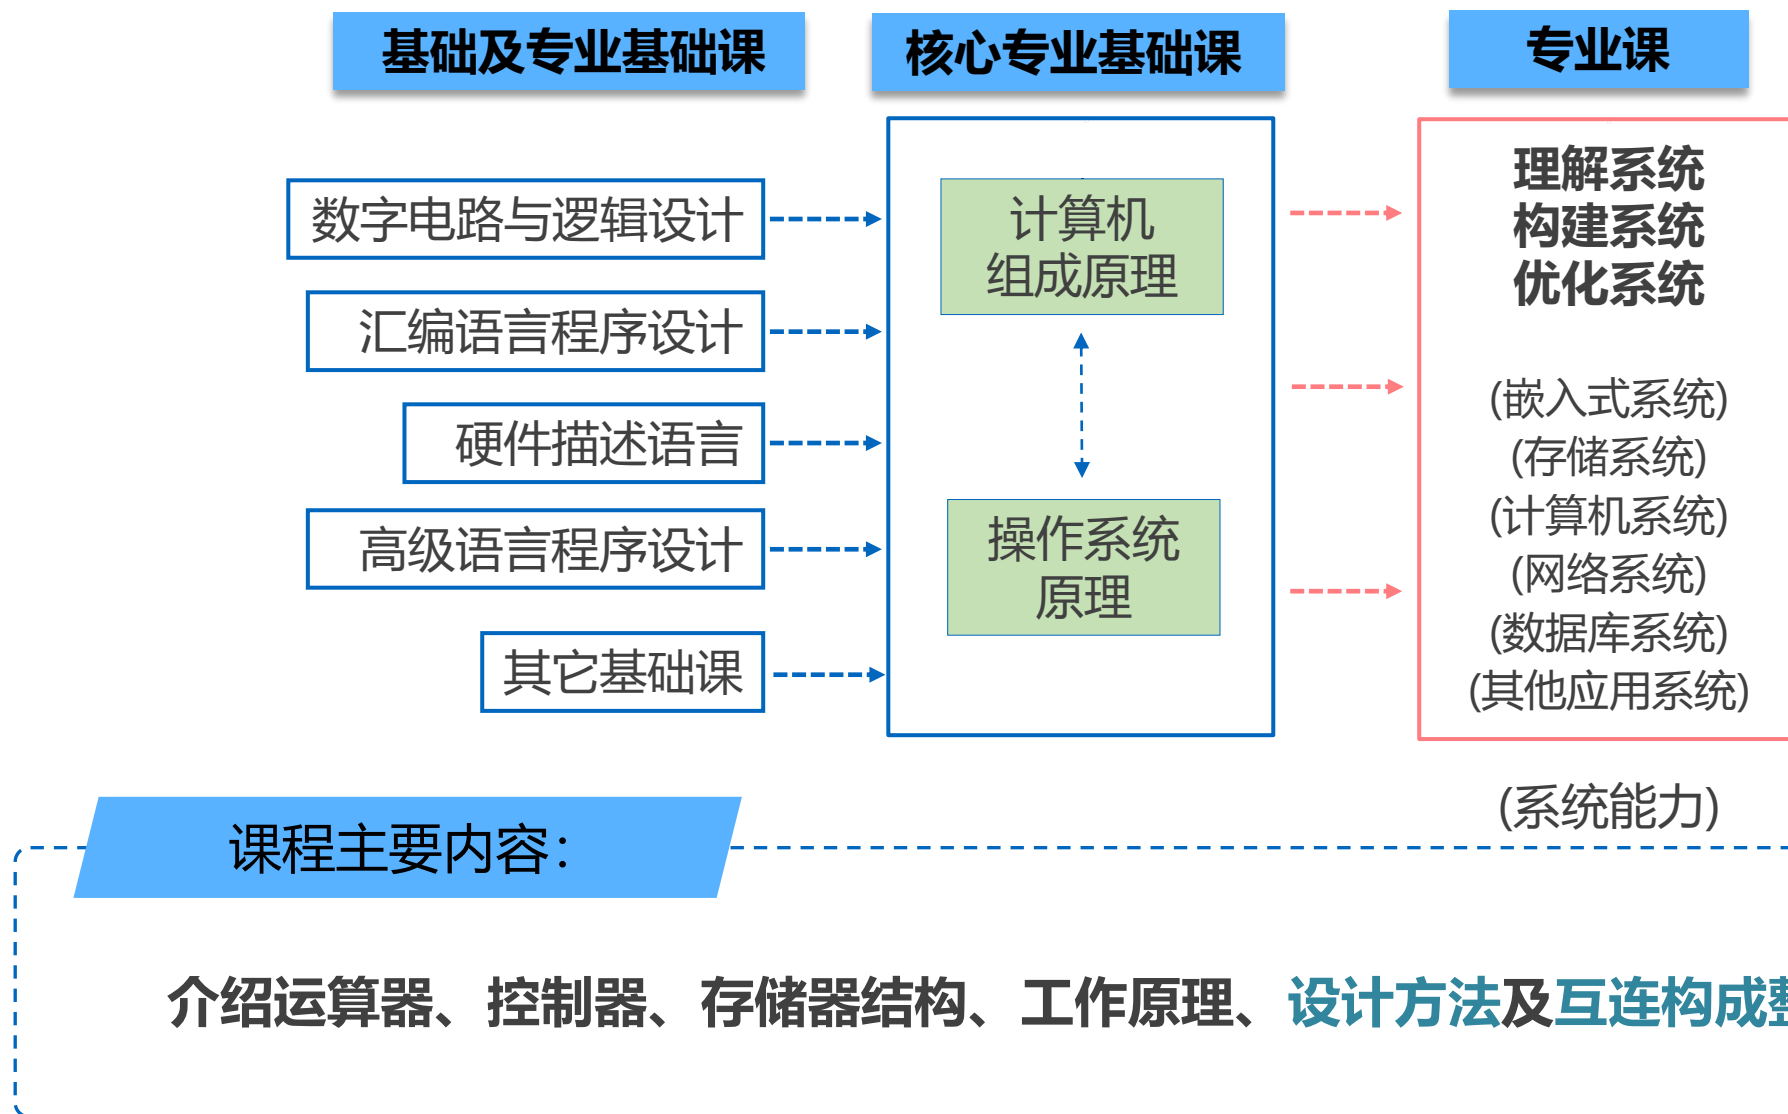 基础及专业基础课
核心专业基础课
专业课
数字电路与逻辑设计
汇编语言程序设计
硬件描述语言
高级语言程序设计
其它基础课
计算机
组成原理
操作系统
原理
理解系统
构建系统
优化系统
(嵌入式系统)
(存储系统)
(计算机系统)
(网络系统)
(数据库系统)
(其他应用系统)
(系统能力)
课程主要内容：
介绍运算器、控制器、存储器结构、工作原理、设计方法及互连构成整